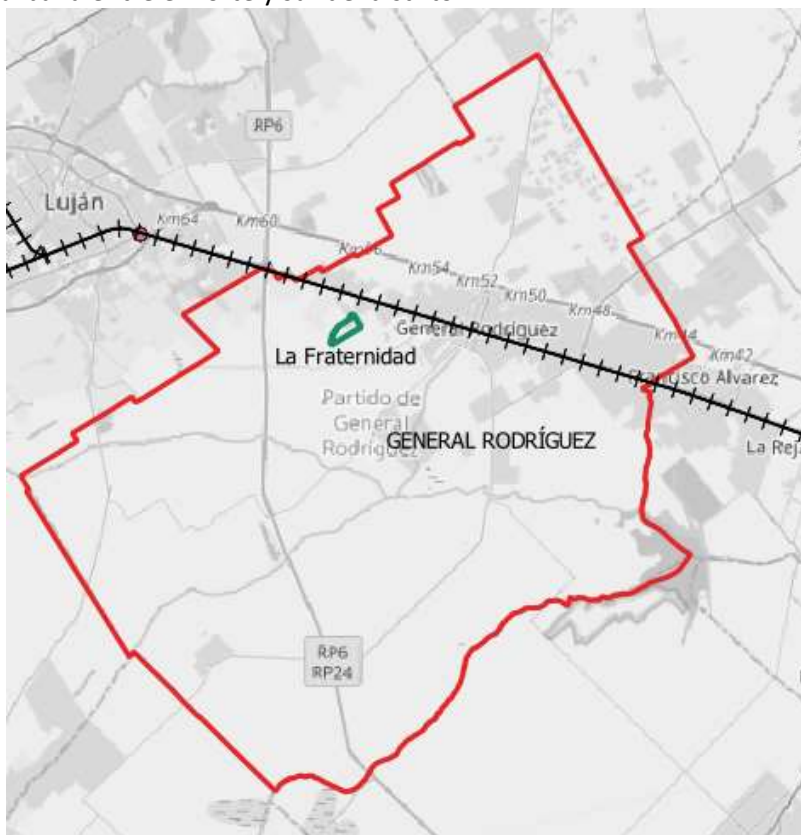 RP6
Luján
Km64
Km60
Km56
Km54
Km52
Km50
Km48
Km44
Km42
General Rodríguez
La Fraternidad
Francisco Alvarez
Partido de
General
Rodríguez
GENERAL RODRÍGUEZ
La Reja
RP6
RP24